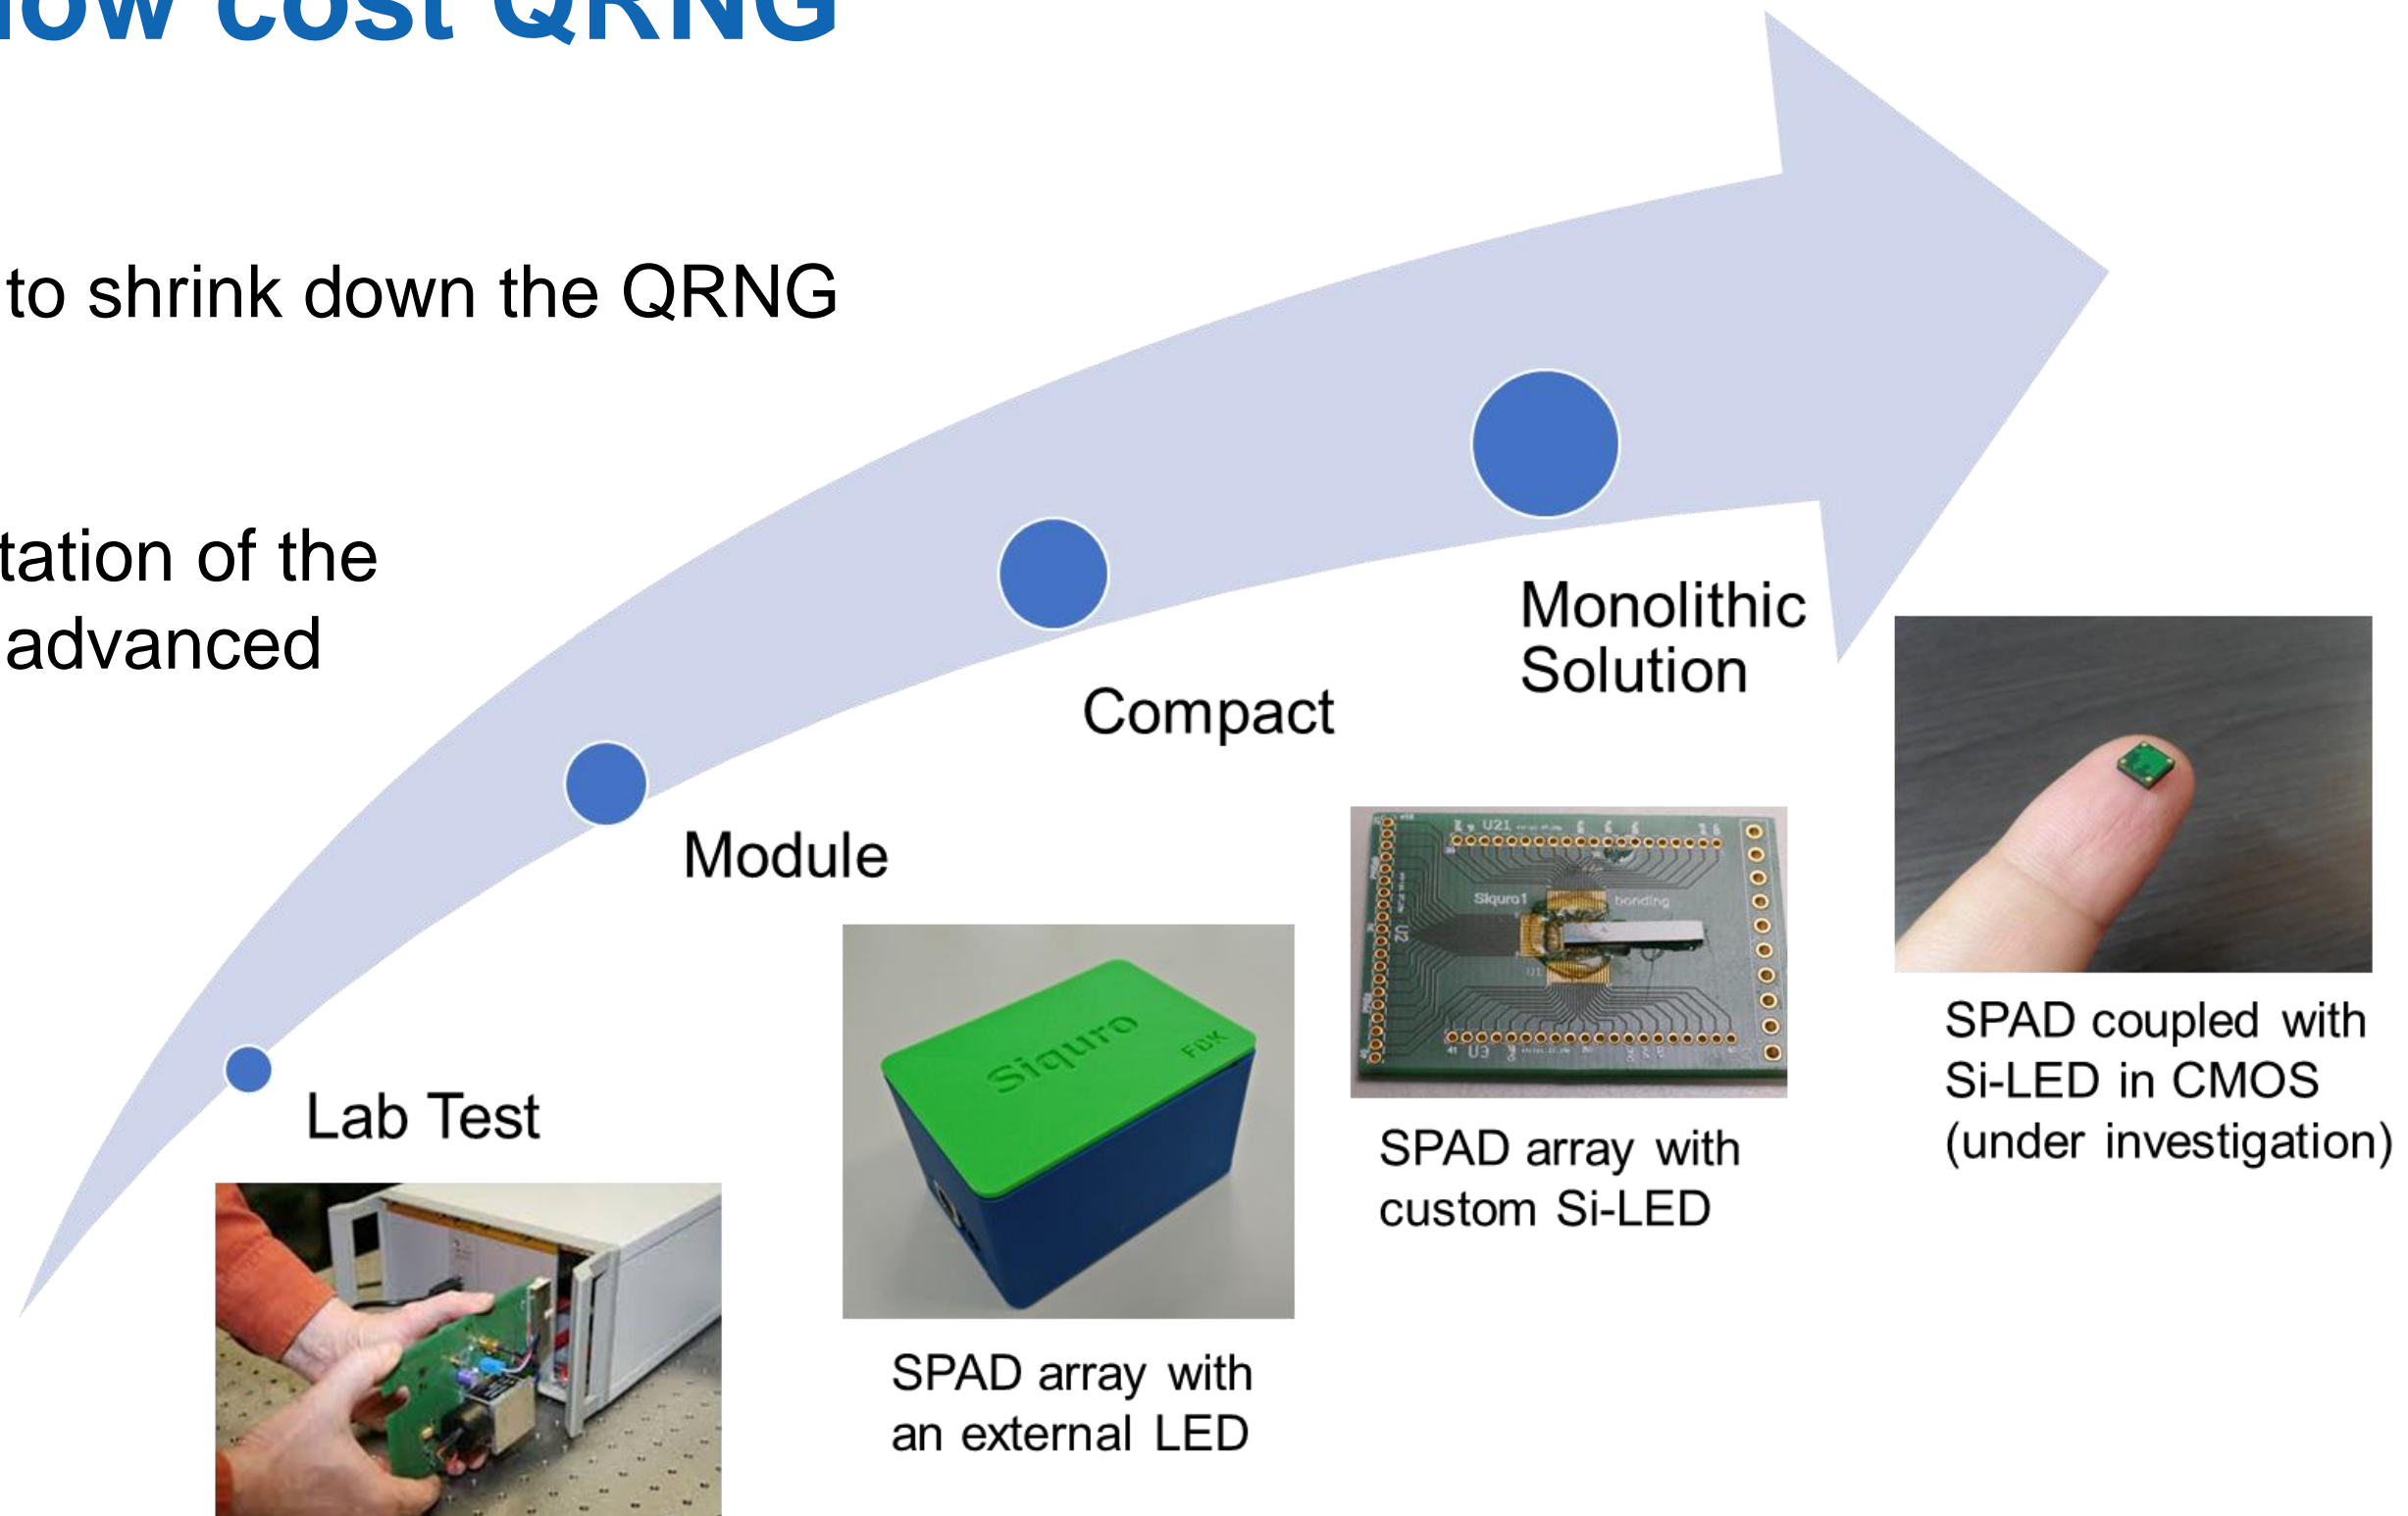 low cost QRNG
to shrink down the QRNG
tation of the
advanced
Monolithic
Solution
Compact
Module
Lab Test
Siquro
FBK
U21
Siquro1
bonding
U2
U1
41
U3
SPAD coupled with
Si-LED in CMOS
(under investigation)
SPAD array with
custom Si-LED
SPAD array with
an external LED